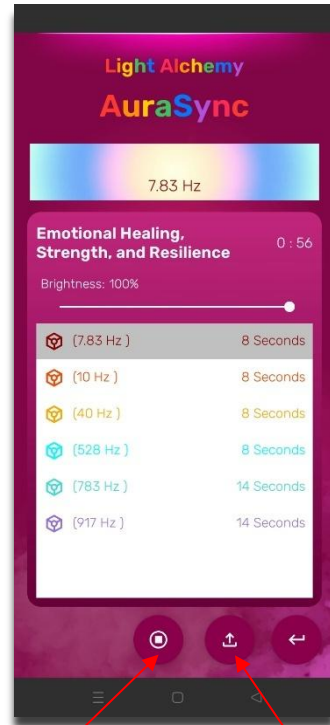 Light Alchemy
AuraSync
7.83 Hz
Emotional Healing,
Strength, and Resilience
0 : 56
Brightness: 100%
(7.83 Hz ) 8 Seconds
(10 Hz ) 8 Seconds
(40 Hz ) 8 Seconds
(528 Hz ) 8 Seconds
(783 Hz ) 14 Seconds
(917 Hz ) 14 Seconds